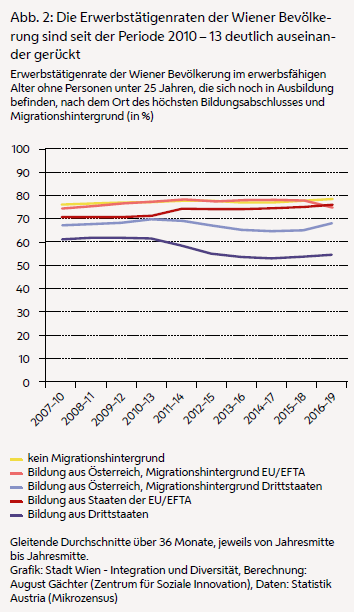 Abb. 2: Die Erwerbstätigenraten der Wiener Bevölke-
rung sind seit der Periode 2010 – 13 deutlich auseinan-
der gerückt
Erwerbstätigenrate der Wiener Bevölkerung im erwerbsfähigen
Alter ohne Personen unter 25 Jahren, die sich noch in Ausbildung
befinden, nach dem Ort des höchsten Bildungsabschlusses und
Migrationshintergrund (in %)
100
90
80
70
60
50
40
30
20
10
0
2007–10
2008–11
2009–12
2010–13
2011–14
2012–15
2013–16
2014–17
2015–18
2016–19
kein Migrationshintergrund
Bildung aus Österreich, Migrationshintergrund EU/EFTA
Bildung aus Österreich, Migrationshintergrund Drittstaaten
Bildung aus Staaten der EU/EFTA
Bildung aus Drittstaaten
Gleitende Durchschnitte über 36 Monate, jeweils von Jahresmitte
bis Jahresmitte.
Grafik: Stadt Wien - Integration und Diversität, Berechnung:
August Gächter (Zentrum für Soziale Innovation), Daten: Statistik
Austria (Mikrozensus)